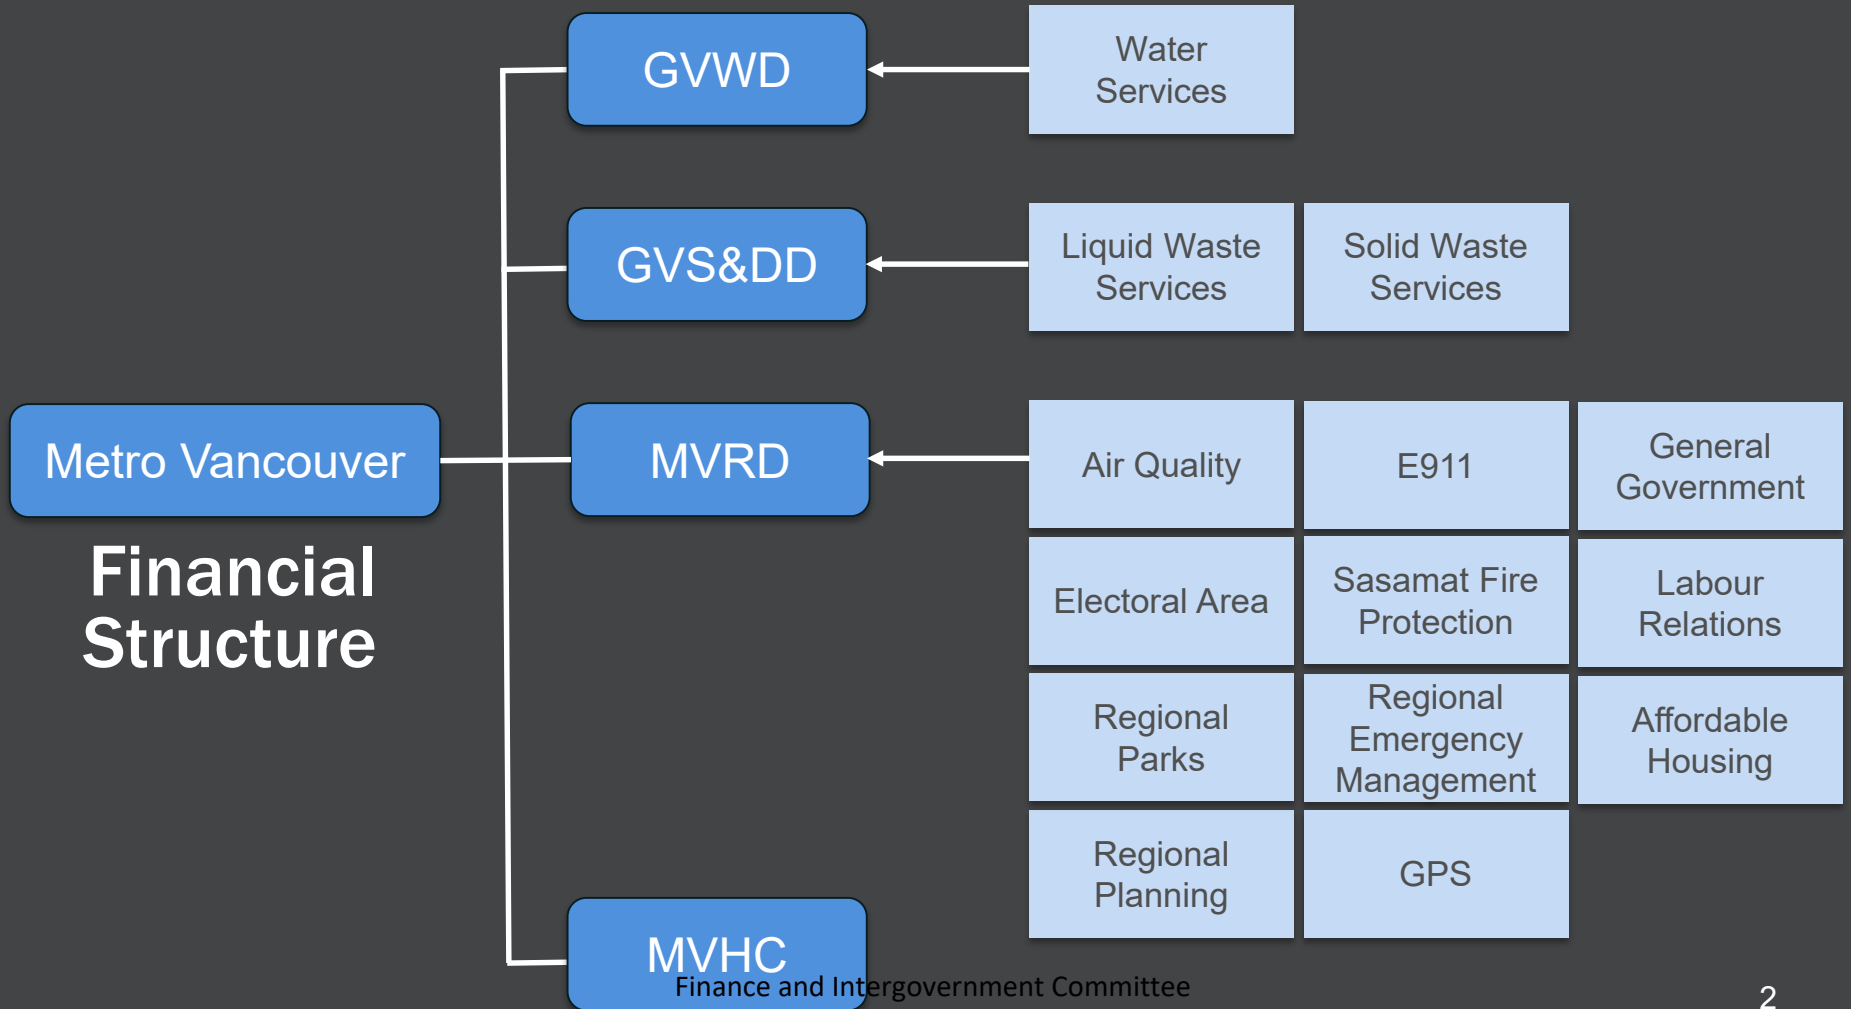 GVWD
Water
Services
GVS&DD
Liquid Waste
Services
Solid Waste
Services
Metro Vancouver
Financial
Structure
MVRD
Air Quality
E911
General
Government
Electoral Area
Sasamat Fire
Protection
Labour
Relations
Regional
Parks
Regional
Emergency
Management
Affordable
Housing
Regional
Planning
GPS
MVHC
Finance and Intergovernment Committee
2